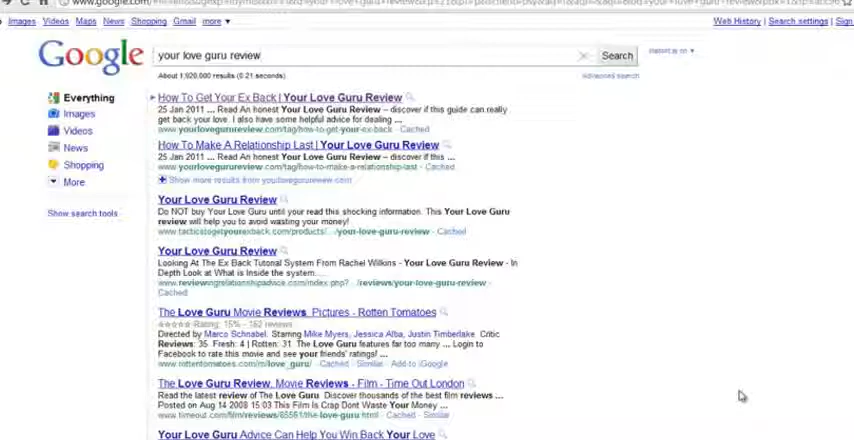 Images Videos Maps News Shopping Gmail more
Web History | Search settings | Sign
Google
your love guru review
Search
About 1,920,000 results (0.21 seconds)
Advanced search
Everything
Images
Videos
News
Shopping
More
Show search tools
How To Get Your Ex Back | Your Love Guru Review
25 Jan 2011 ... Read An honest Your Love Guru Review – discover if this guide can really
get back your love. I also have some helpful advice for dealing ...
www.yourlovegurureview.com/tag/how-to-get-your-ex-back - Cached
How To Make A Relationship Last | Your Love Guru Review
25 Jan 2011 ... Read An honest Your Love Guru Review – discover if this ...
www.yourlovegurureview.com/tag/how-to-make-a-relationship-last - Cached
Show more results from yourlovegurureview.com
Your Love Guru Review
Do NOT buy Your Love Guru until your read this shocking information. This Your Love Guru
review will help you to avoid wasting your money!
www.tacticstogetyourexback.com/products/.../your-love-guru-review - Cached
Your Love Guru Review
Looking At The Ex Back Tutorial System From Rachel Wilkins - Your Love Guru Review - In
Depth Look at What is Inside the system....
www.reviewingrelationshipadvice.com/index.php?.../reviews/your-love-guru-review -
Cached
The Love Guru Movie Reviews, Pictures - Rotten Tomatoes
Rating: 15% - 162 reviews
Directed by Marco Schnabel. Starring Mike Myers, Jessica Alba, Justin Timberlake. Critic
Reviews: 35. Fresh: 4 | Rotten: 31. The Love Guru features far too many ... Login to
Facebook to rate this movie and see your friends' ratings! ...
www.rottentomatoes.com/m/love_guru/ - Cached - Similar - Add to iGoogle
The Love Guru Review. Movie Reviews - Film - Time Out London
Read the latest review of The Love Guru. Discover thousands of the best film reviews ...
Posted on Aug 14 2008 15:03 This Film Is Crap Dont Waste Your Money ...
www.timeout.com/film/reviews/85561/the-love-guru.html - Cached - Similar
Your Love Guru Advice Can Help You Win Back Your Love